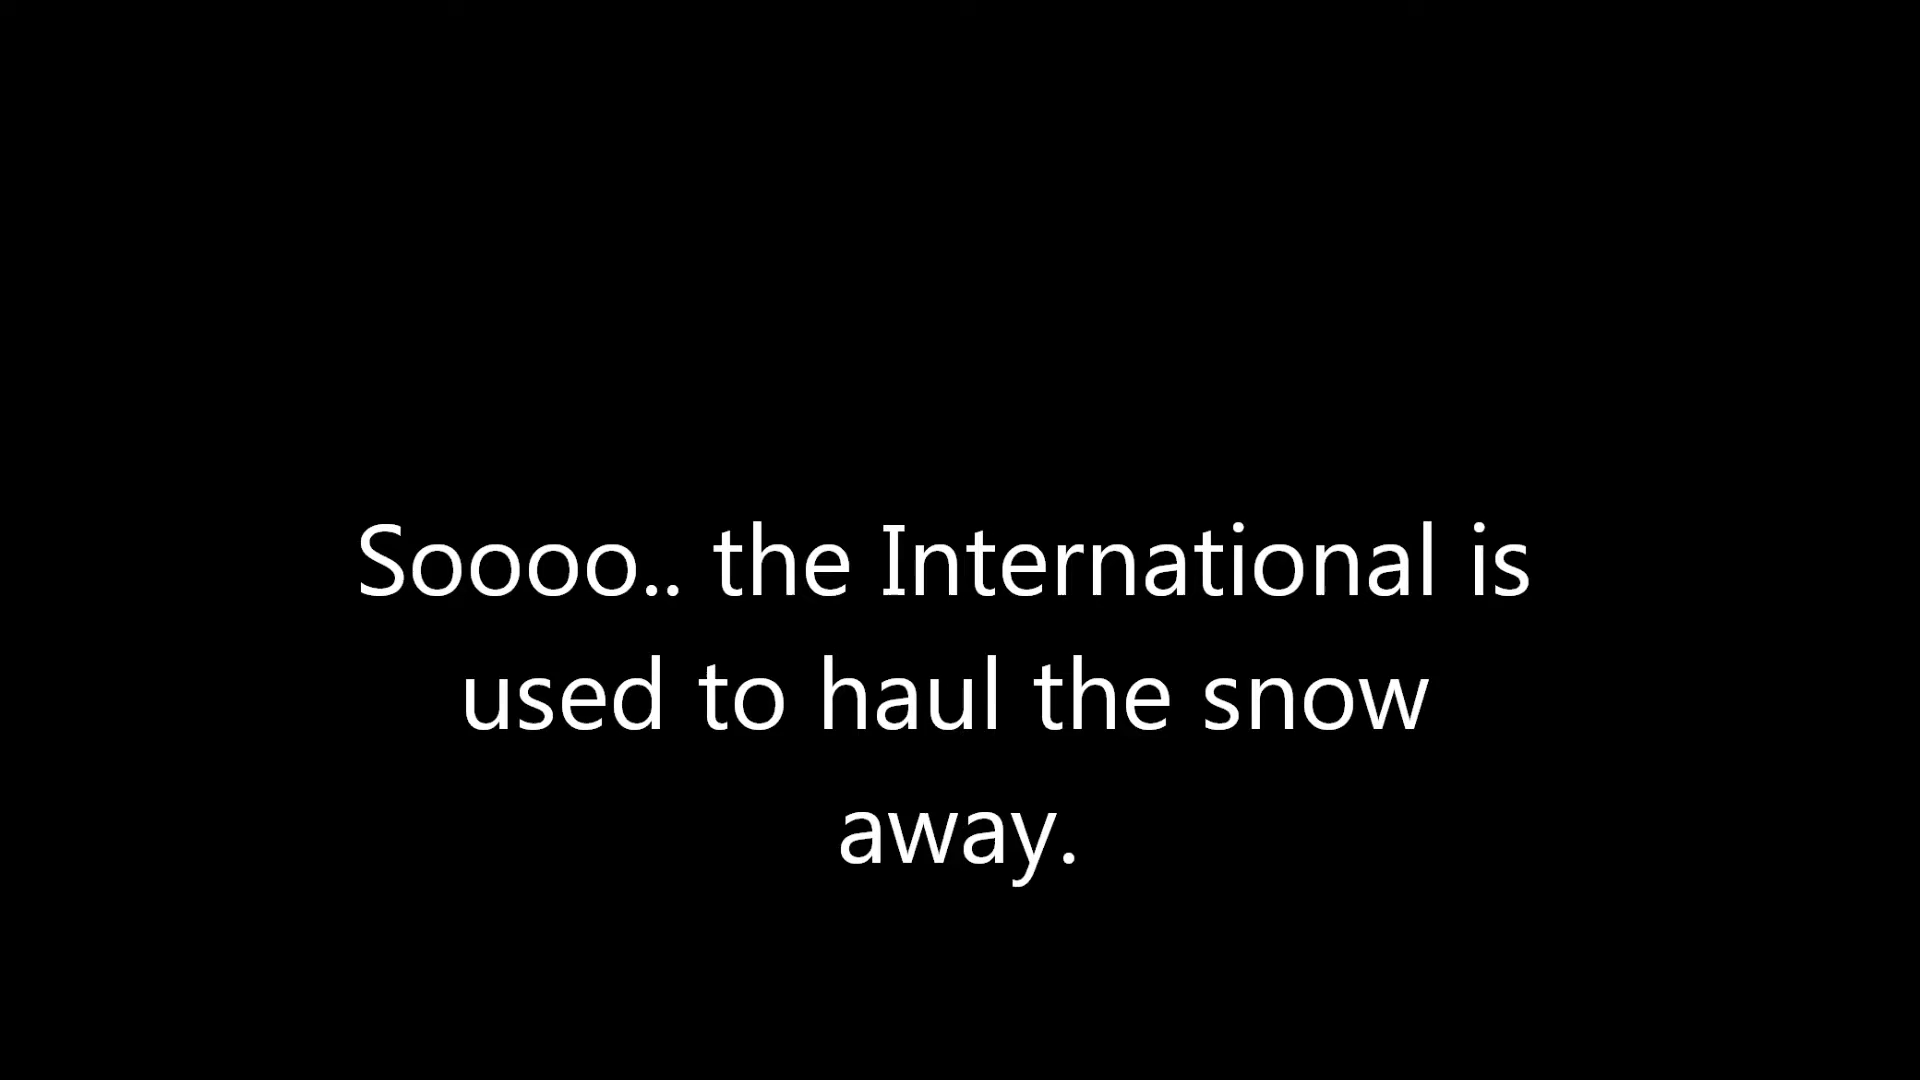 Soooo.. the International is
used to haul the snow
away.